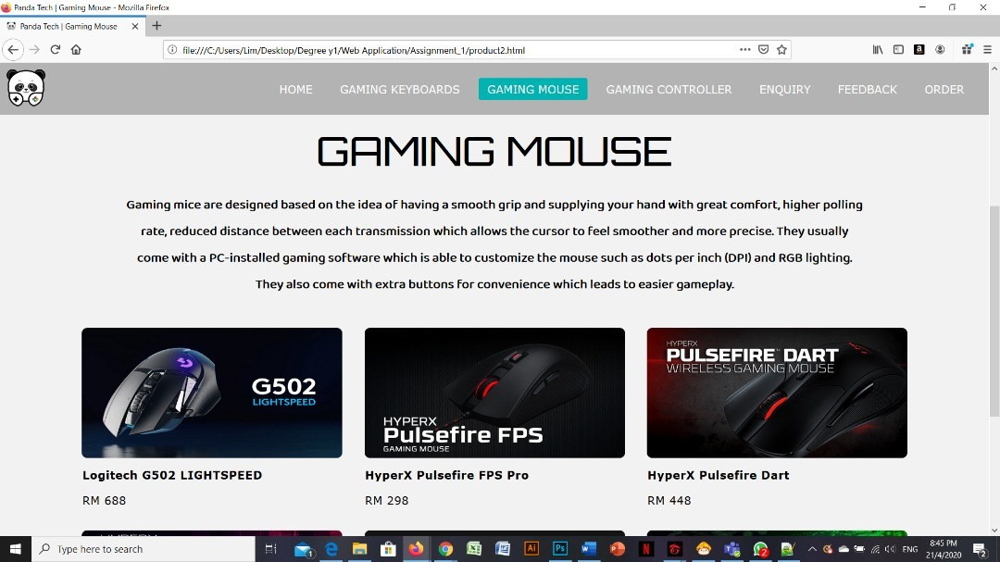 Panda Tech | Gaming Mouse - Mozilla Firefox
Panda Tech | Gaming Mouse
file:///C:/Users/Lim/Desktop/Degree y1/Web Application/Assignment_1/product2.html
HOME GAMING KEYBOARDS GAMING MOUSE GAMING CONTROLLER ENQUIRY FEEDBACK ORDER
GAMING MOUSE
Gaming mice are designed based on the idea of having a smooth grip and supplying your hand with great comfort, higher polling
rate, reduced distance between each transmission which allows the cursor to feel smoother and more precise. They usually
come with a PC-installed gaming software which is able to customize the mouse such as dots per inch (DPI) and RGB lighting.
They also come with extra buttons for convenience which leads to easier gameplay.
G502
LIGHTSPEED
HYPERX
Pulsefire FPS
GAMING MOUSE
HYPERX
PULSEFIRE DART
WIRELESS GAMING MOUSE
Logitech G502 LIGHTSPEED
RM 688
HyperX Pulsefire FPS Pro
RM 298
HyperX Pulsefire Dart
RM 448
Type here to search
ENG
8:45 PM
21/4/2020